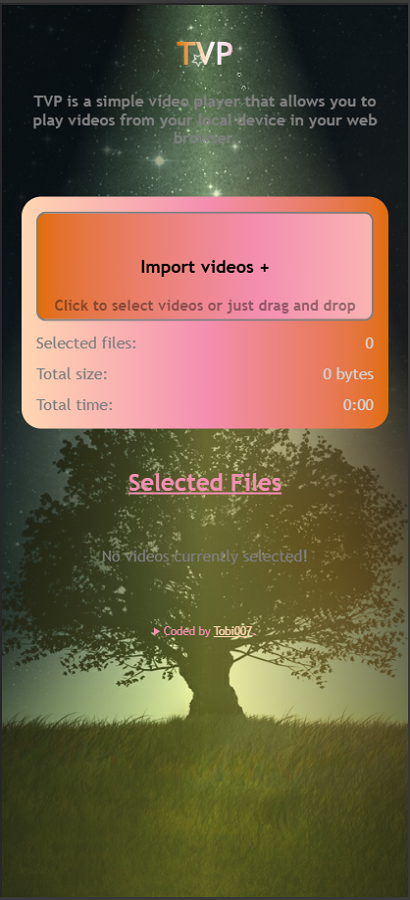 TVP
TVP is a simple video player that allows you to
play videos from your local device in your web
browser.
Import videos +
Click to select videos or just drag and drop
Selected files: 0
Total size: 0 bytes
Total time: 0:00
Selected Files
No videos currently selected!
Coded by Tobi007